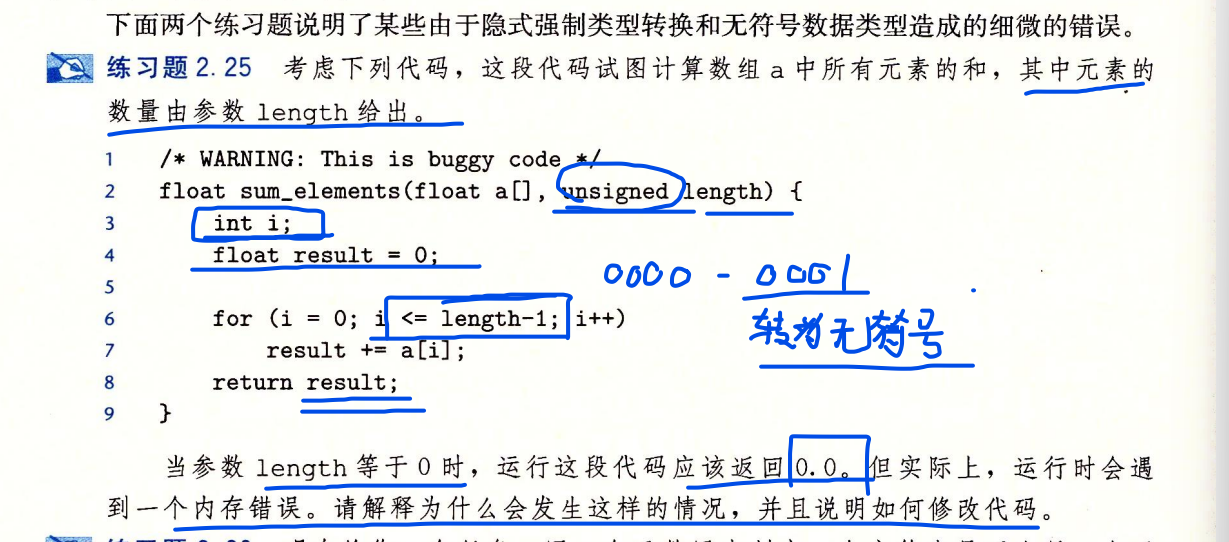 下面两个练习题说明了某些由于隐式强制类型转换和无符号数据类型造成的细微的错误。
练习题 2.25 考虑下列代码，这段代码试图计算数组 a 中所有元素的和，其中元素的
数量由参数 length 给出。
1 /* WARNING: This is buggy code */
2 float sum_elements(float a[], unsigned length) {
3 int i;
4 float result = 0;
5
0000 - 0001
6 for (i = 0; i <= length-1; i++)
转为无符号
7 result += a[i];
8 return result;
9 }
当参数 length 等于 0 时，运行这段代码应该返回 0.0。但实际上，运行时会遇
到一个内存错误。请解释为什么会发生这样的情况，并且说明如何修改代码。